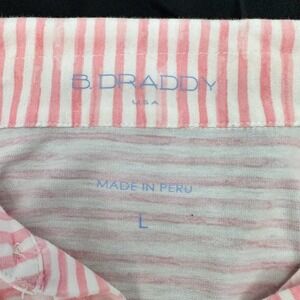 B. DRADDY
USA
MADE IN PERU
L